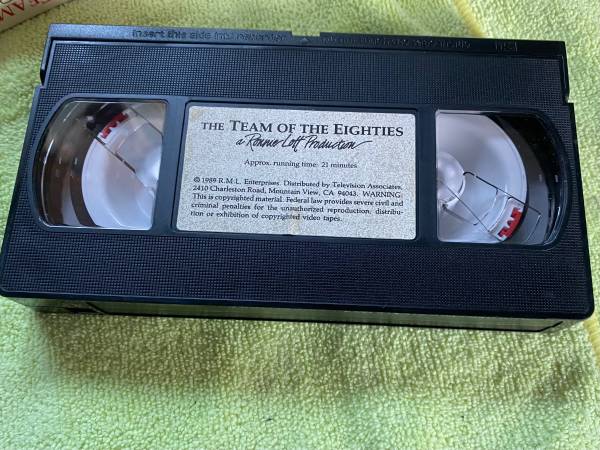 TEAM
Insert this side into recorder
THE TEAM OF THE EIGHTIES
a Ronnie Lott Production
Approx. running time: 21 minutes
© 1989 R.M.L. Enterprises. Distributed by Television Associates,
2410 Charleston Road, Mountain View, CA 94043. WARNING:
This is copyrighted material. Federal law provides severe civil and
criminal penalties for the unauthorized reproduction, distribu-
tion or exhibition of copyrighted video tapes.